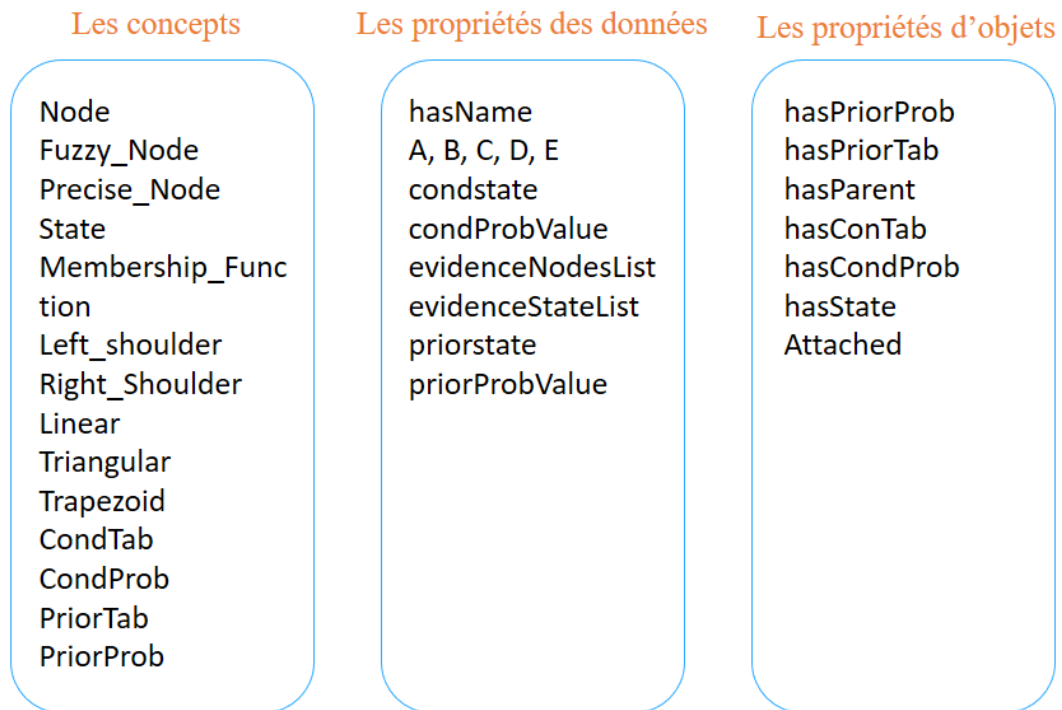 Les concepts
Node
Fuzzy_Node
Precise_Node
State
Membership_Func
tion
Left_shoulder
Right_Shoulder
Linear
Triangular
Trapezoid
CondTab
CondProb
PriorTab
PriorProb
Les propriétés des données
hasName
A, B, C, D, E
condstate
condProbValue
evidenceNodesList
evidenceStateList
priorstate
priorProbValue
Les propriétés d’objets
hasPriorProb
hasPriorTab
hasParent
hasConTab
hasCondProb
hasState
Attached